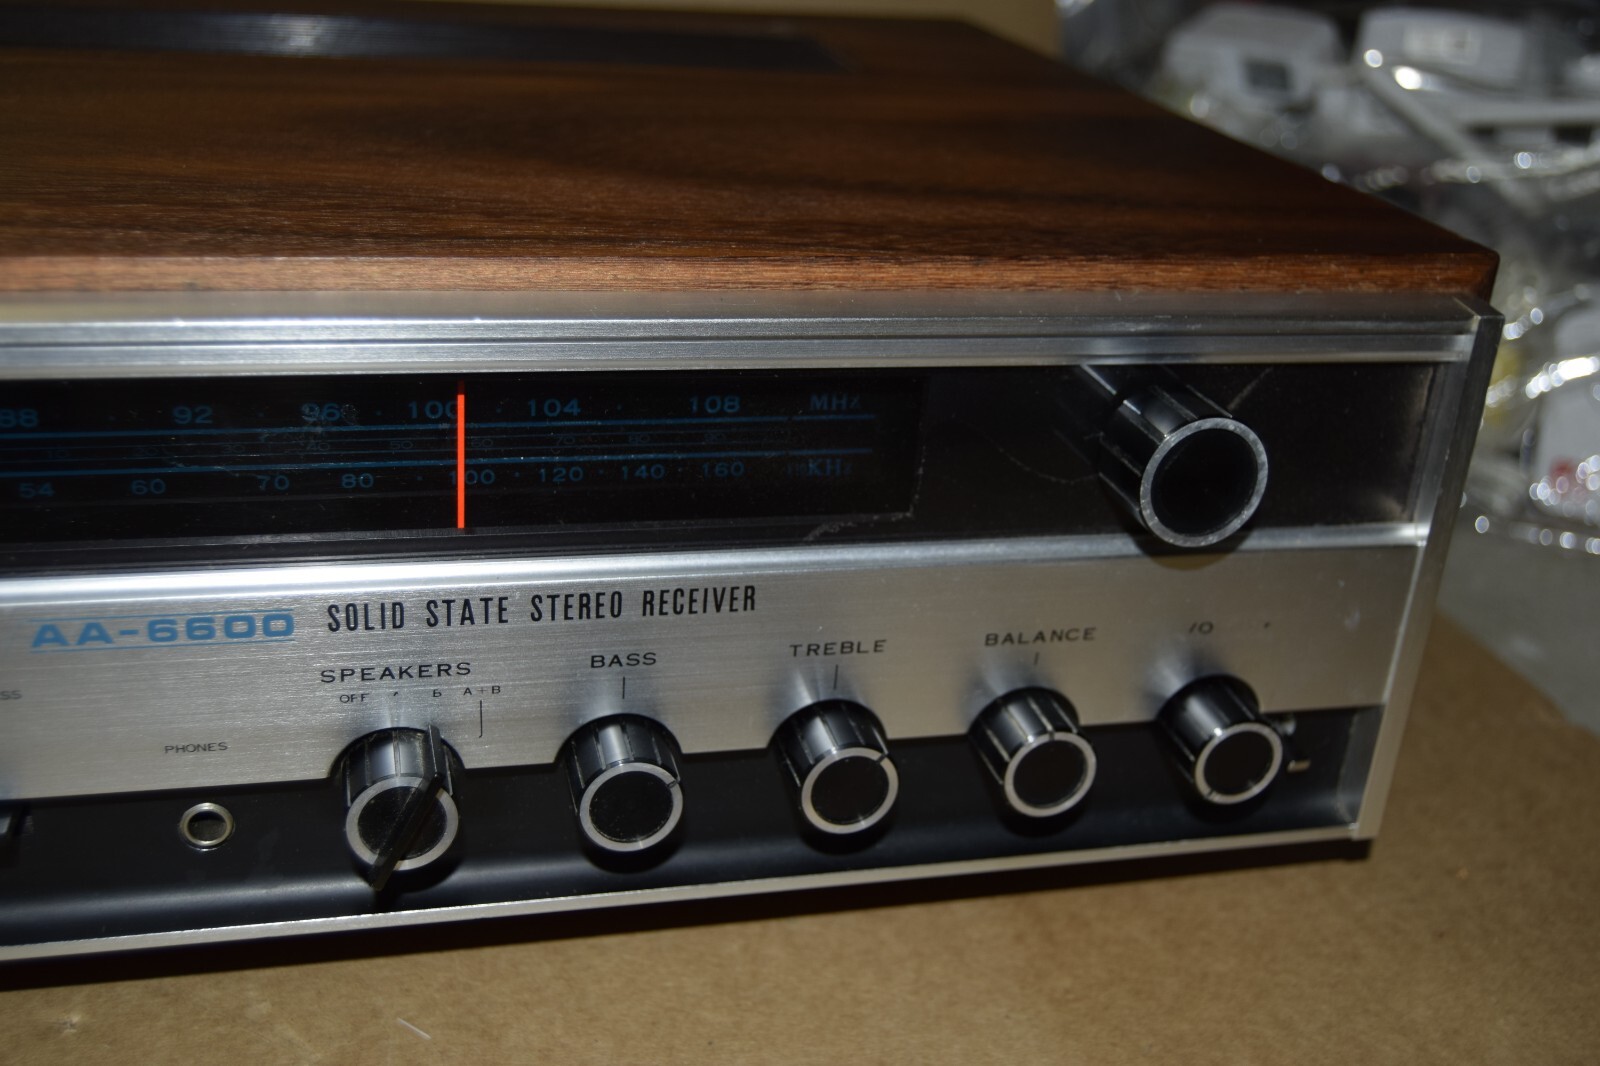 88 92 96 100 104 108 MHz
54 60 70 80 100 120 140 160 KHz
AA-6600 SOLID STATE STEREO RECEIVER
SPEAKERS BASS TREBLE BALANCE
OFF B A+B
PHONES